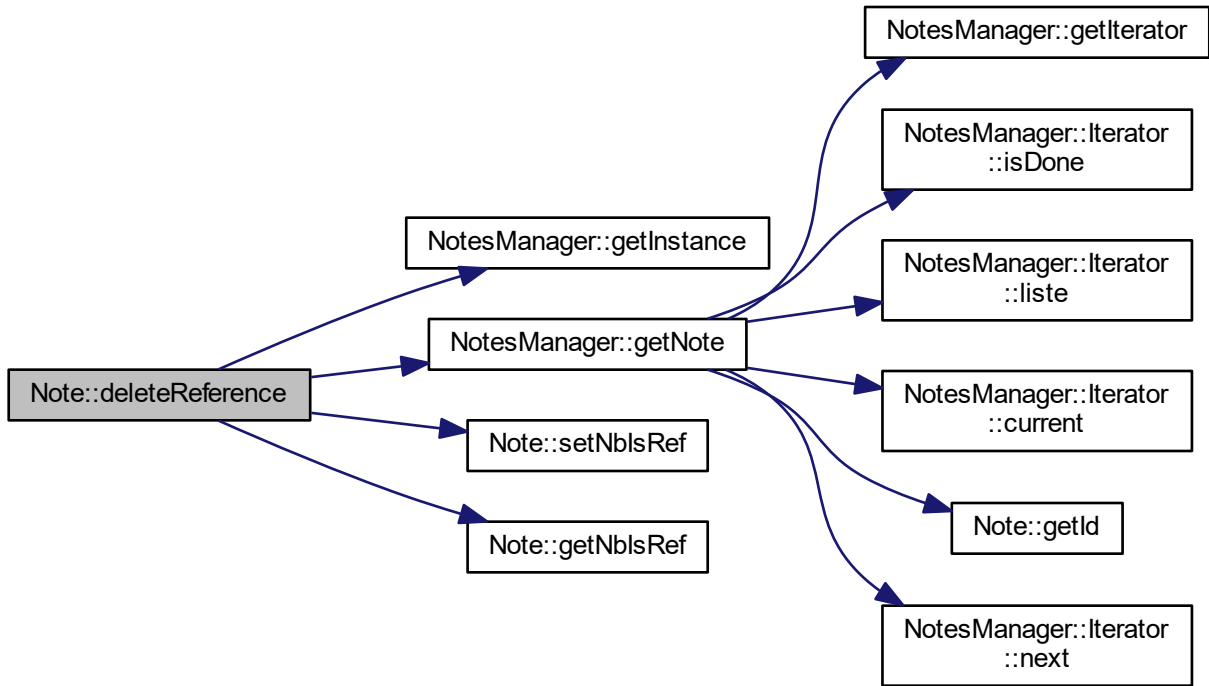 NotesManager::getIterator
NotesManager::Iterator
::isDone
NotesManager::getInstance
NotesManager::Iterator
::liste
NotesManager::getNote
Note::deleteReference
NotesManager::Iterator
::current
Note::setNbIsRef
Note::getId
Note::getNbIsRef
NotesManager::Iterator
::next